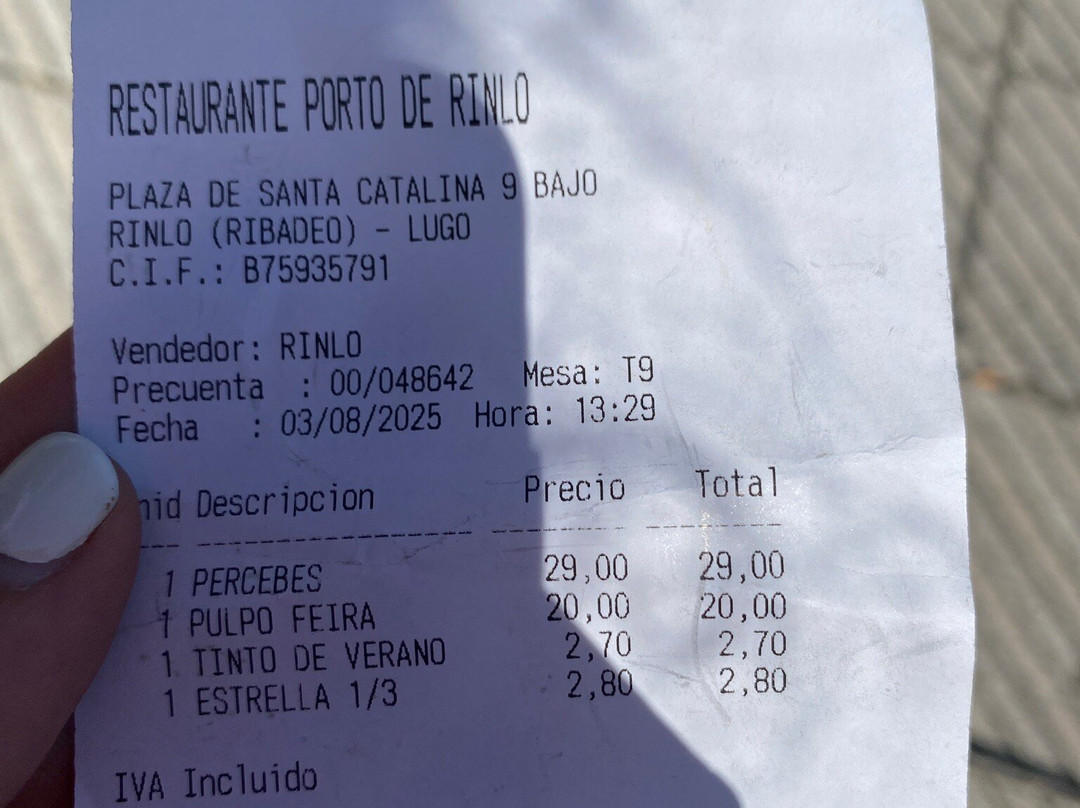 RESTAURANTE PORTO DE RINLO
PLAZA DE SANTA CATALINA 9 BAJO
RINLO (RIBADEO) - LUGO
C.I.F.: B75935791
Vendedor: RINLO
Precuenta : 00/048642 Mesa: T9
Fecha : 03/08/2025 Hora: 13:29
nid Descripcion Precio Total
1 PERCEBES 29,00 29,00
1 PULPO FEIRA 20,00 20,00
1 TINTO DE VERANO 2,70 2,70
1 ESTRELLA 1/3 2,80 2,80
IVA Incluido